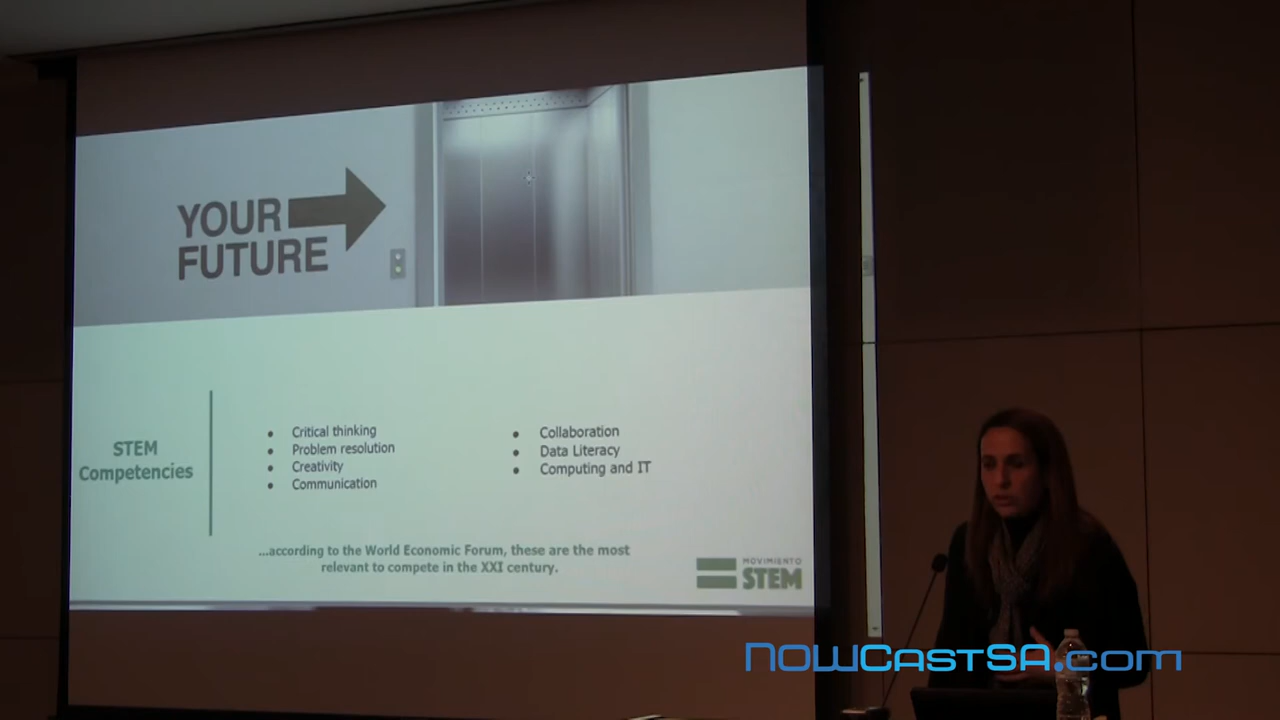 YOUR
FUTURE
STEM
Competencies
• Critical thinking
• Problem resolution
• Creativity
• Communication
• Collaboration
• Data Literacy
• Computing and IT
...according to the World Economic Forum, these are the most
relevant to compete in the XXI century.
MOVIMIENTO
STEM
NOWCastSA.com